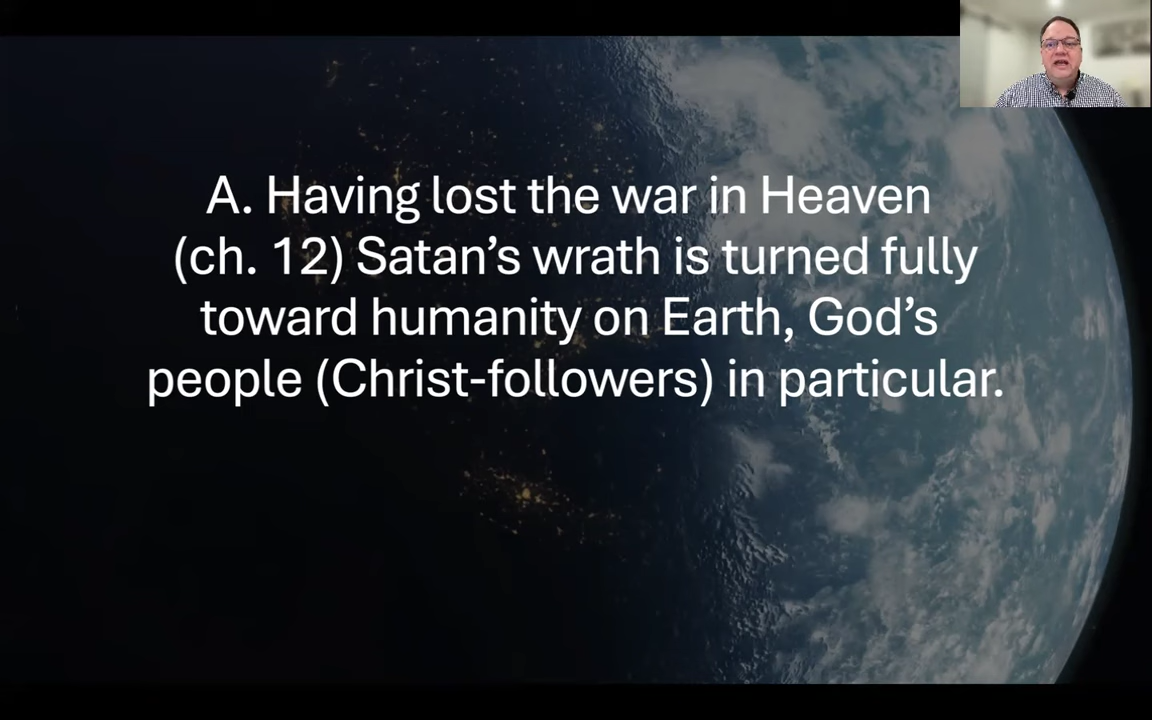 A. Having lost the war in Heaven
(ch. 12) Satan’s wrath is turned fully
toward humanity on Earth, God’s
people (Christ-followers) in particular.